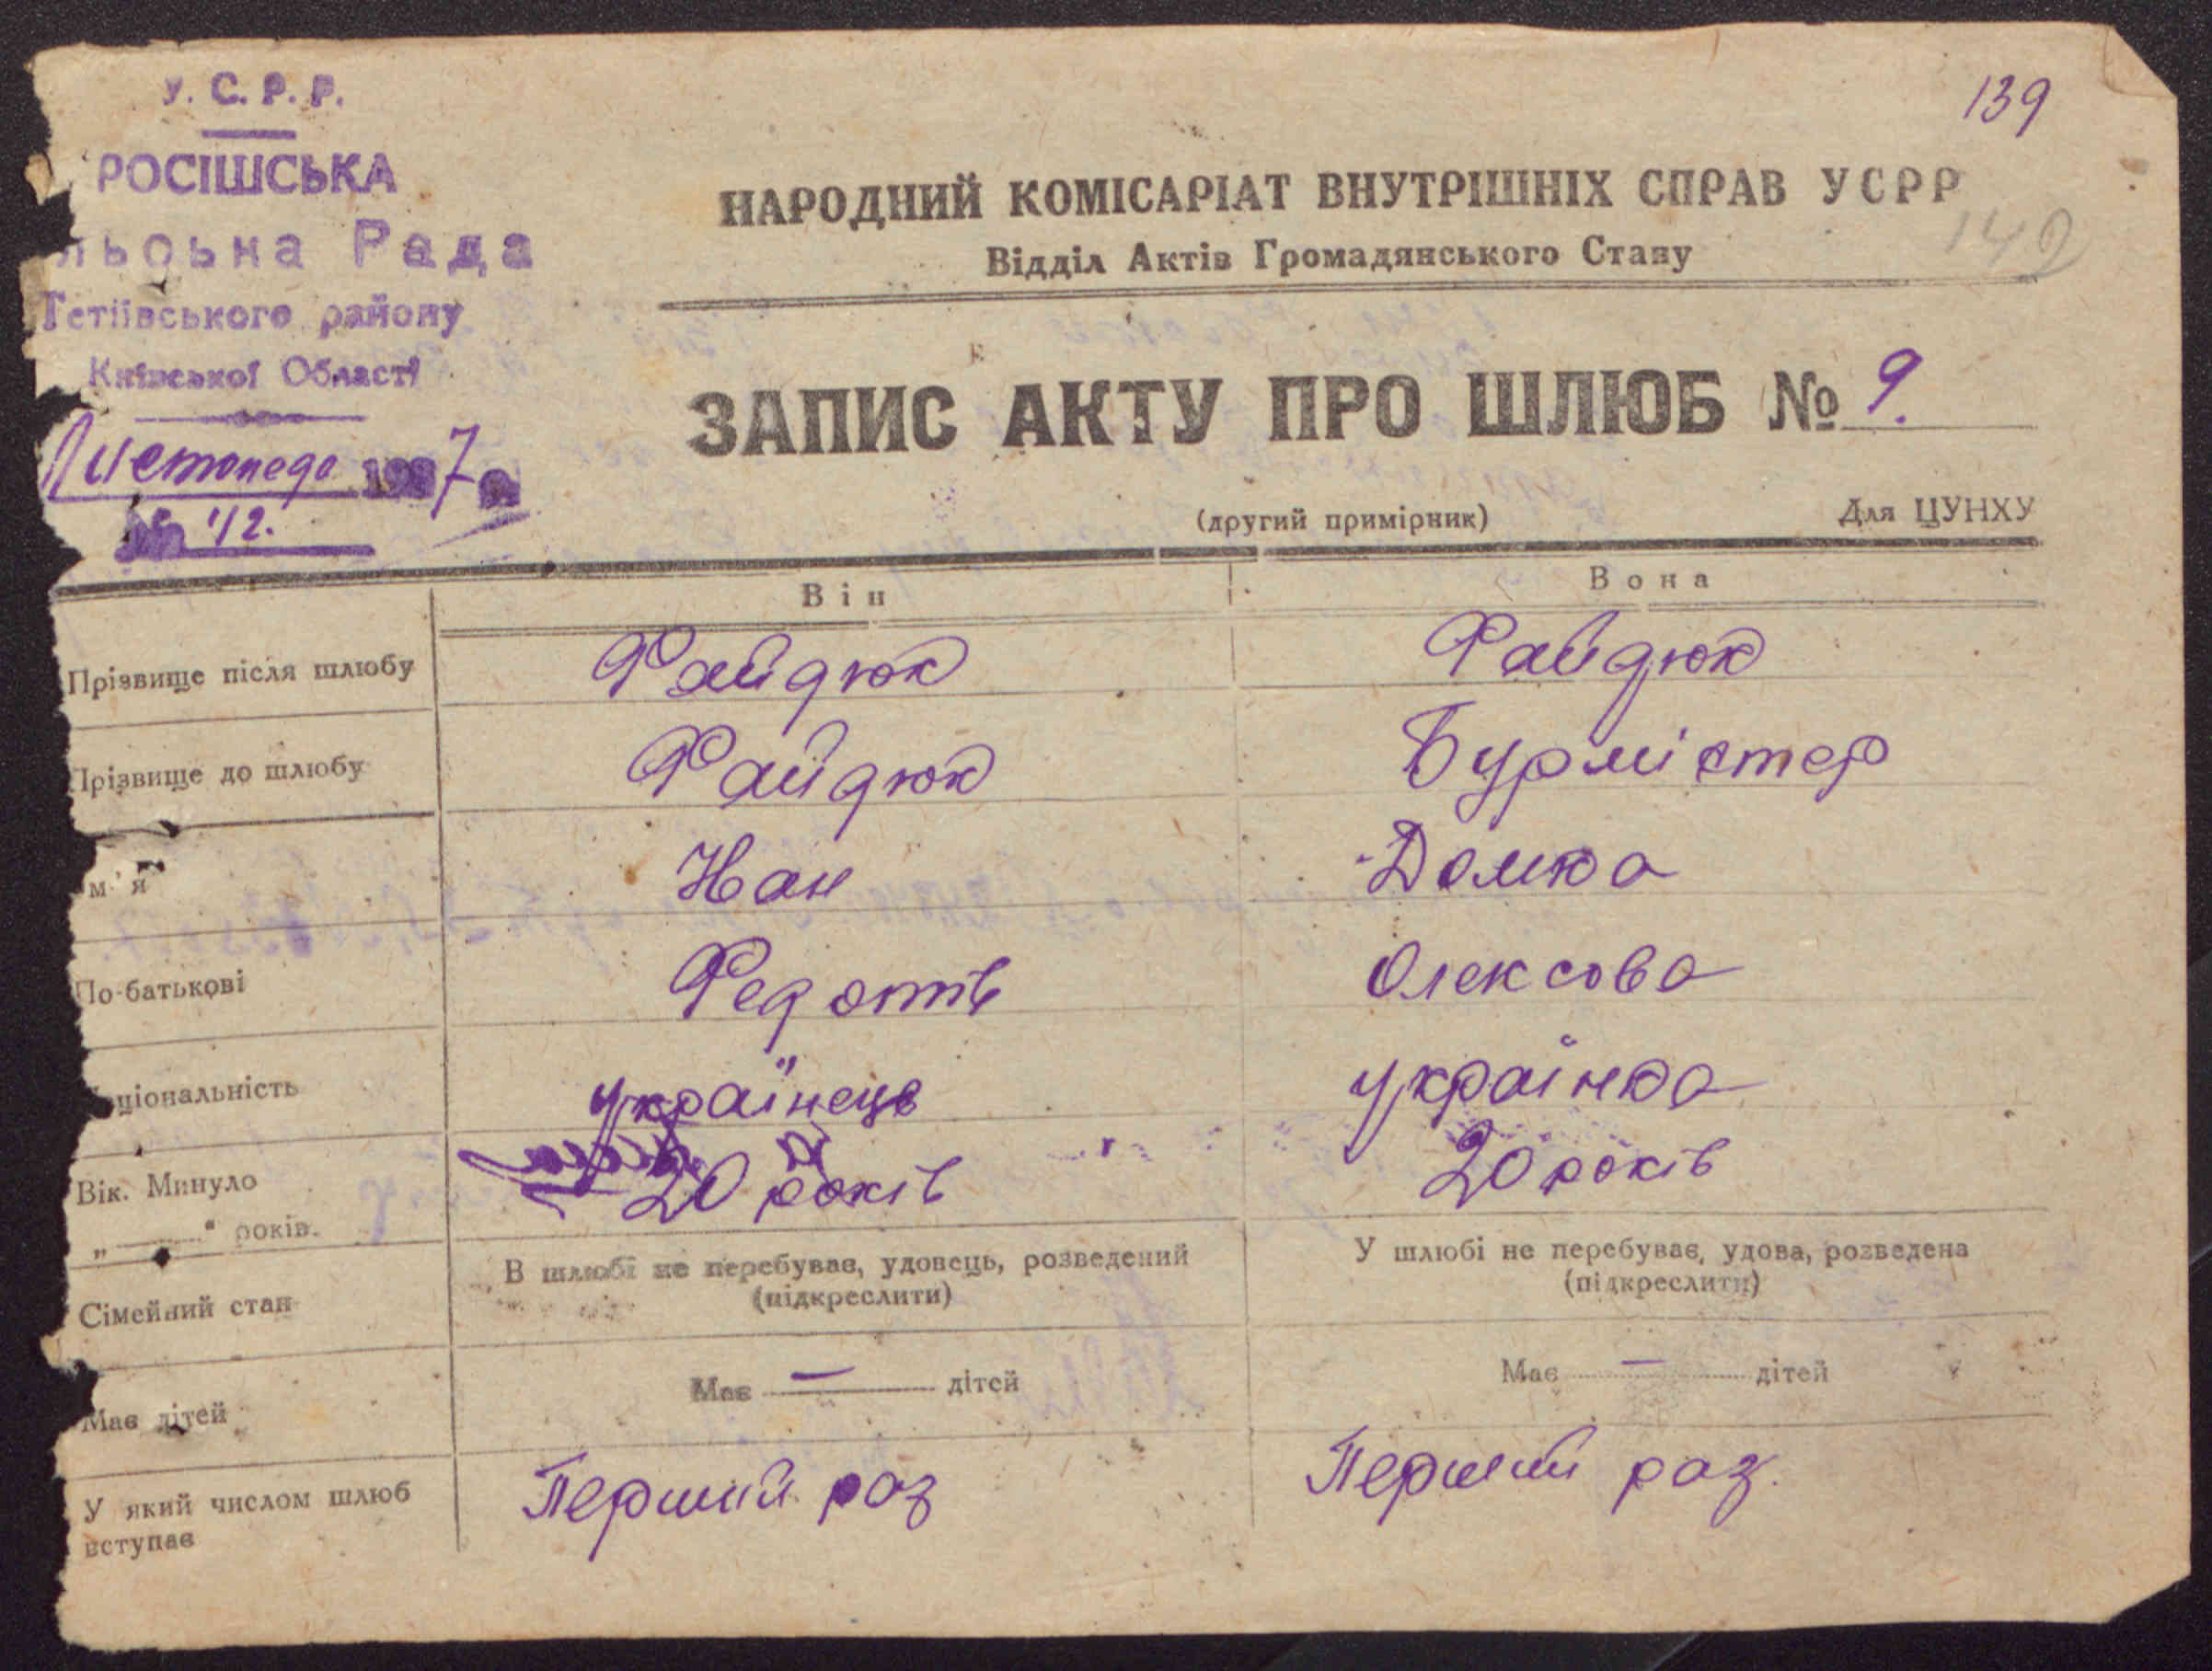 У. С. Р. Р.
139
РОСІШСЬКА
НАРОДНИЙ КОМІСАРІАТ ВНУТРІШНІХ СПРАВ УСРР
Рада
142
Відділ Актів Громадянського Стану
Тетіївського району
Київської Області
ЗАПИС АКТУ ПРО ШЛЮБ № 9.
Листопада 1937
(другий примірник) Для ЦУНХУ
№ 12.
Він Вона
Прізвище після шлюбу Файдюк Файдюк
Прізвище до шлюбу Файдюк Бурмістер
м'я Іван Домка
По-батькові Федотів Олексова
ціональність українець українка
Вік. Минуло 20 років 20 років
„ “ років.
Сімейний стан В шлюбі не перебував, удовець, розведений У шлюбі не перебував, удова, розведена
(підкреслити) (підкреслити)
Має дітей Має — дітей Має — дітей
У який числом шлюб Перший раз Перший раз.
вступає